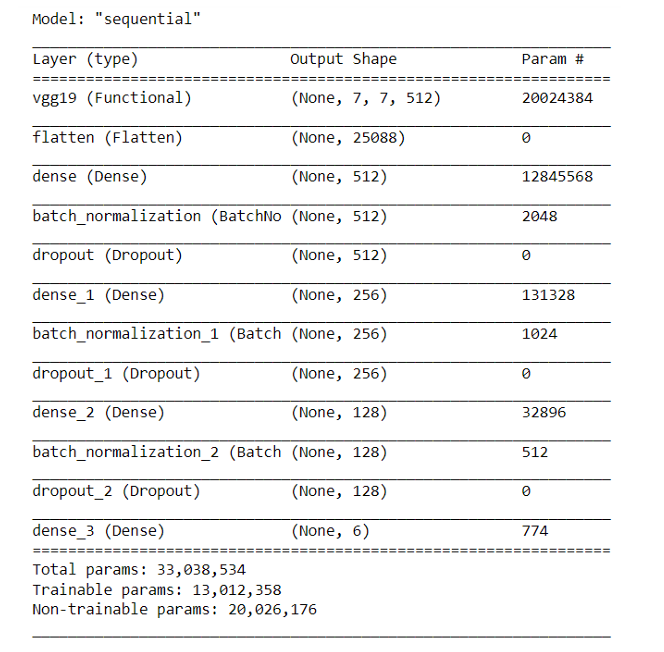 Model: "sequential"
Layer (type) Output Shape Param #
vgg19 (Functional) (None, 7, 7, 512) 20024384
flatten (Flatten) (None, 25088) 0
dense (Dense) (None, 512) 12845568
batch_normalization (BatchNo (None, 512) 2048
dropout (Dropout) (None, 512) 0
dense_1 (Dense) (None, 256) 131328
batch_normalization_1 (Batch (None, 256) 1024
dropout_1 (Dropout) (None, 256) 0
dense_2 (Dense) (None, 128) 32896
batch_normalization_2 (Batch (None, 128) 512
dropout_2 (Dropout) (None, 128) 0
dense_3 (Dense) (None, 6) 774
Total params: 33,038,534
Trainable params: 13,012,358
Non-trainable params: 20,026,176